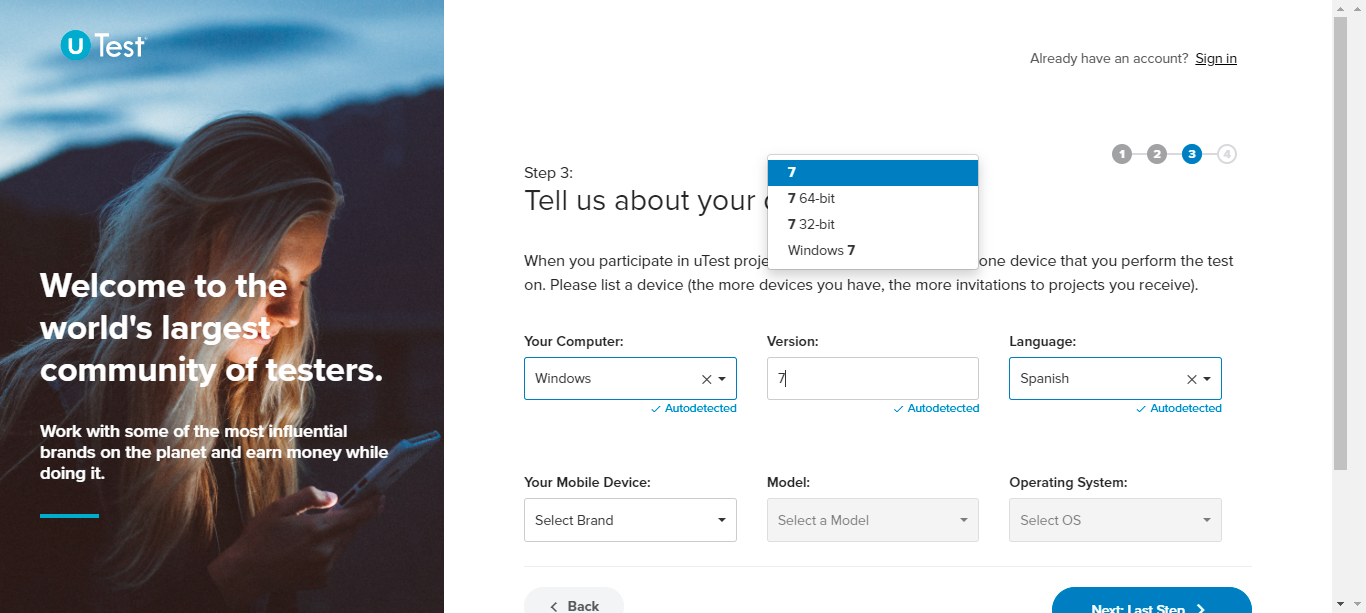 uTest
Already have an account? Sign in
1 2 3 4
Step 3:
Tell us about your
7
7 64-bit
7 32-bit
Windows 7
When you participate in uTest one device that you perform the test
on. Please list a device (the more devices you have, the more invitations to projects you receive).
Welcome to the
world's largest
community of testers.
Work with some of the most influential
brands on the planet and earn money while
doing it.
Your Computer: Version: Language:
Windows 7 Spanish
Autodetected Autodetected Autodetected
Your Mobile Device: Model: Operating System:
Select Brand Select a Model Select OS
Back Next: Last Step